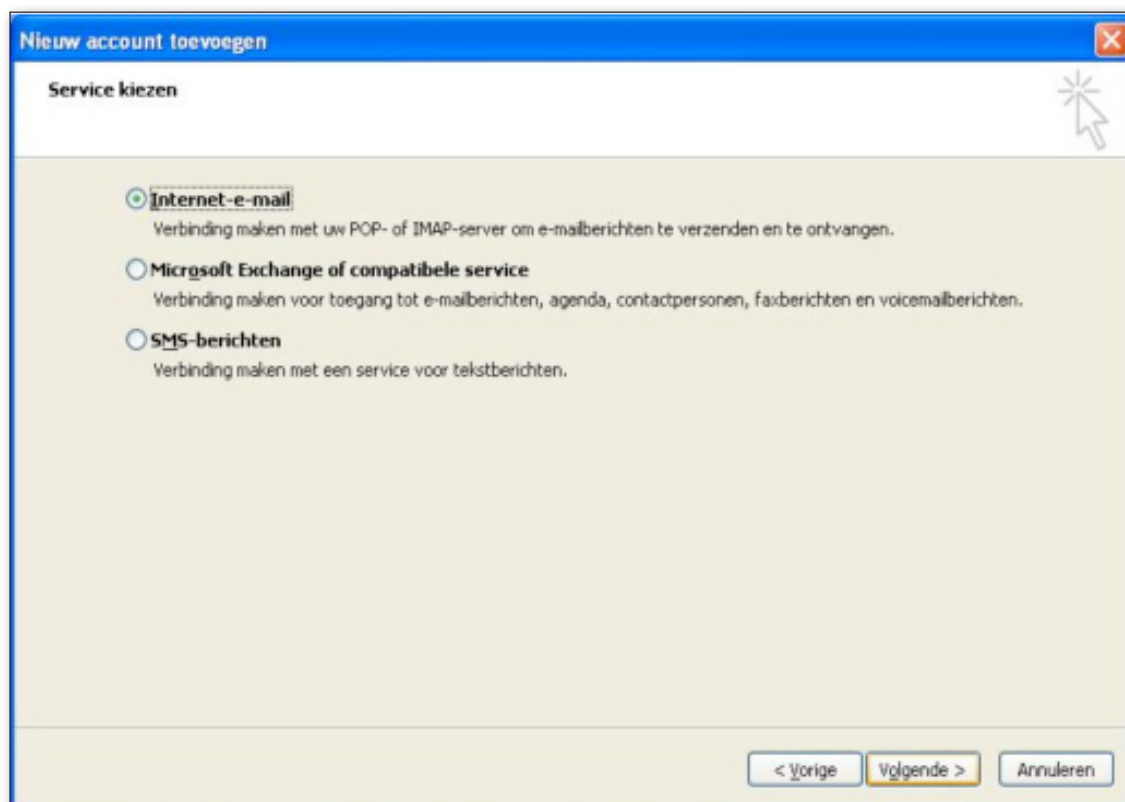 Nieuw account toevoegen
Service kiezen
Internet-e-mail
Verbinding maken met uw POP- of IMAP-server om e-mailberichten te verzenden en te ontvangen.
Microsoft Exchange of compatibele service
Verbinding maken voor toegang tot e-mailberichten, agenda, contactpersonen, faxberichten en voicemailberichten.
SMS-berichten
Verbinding maken met een service voor tekstberichten.
< Vorige Volgende > Annuleren